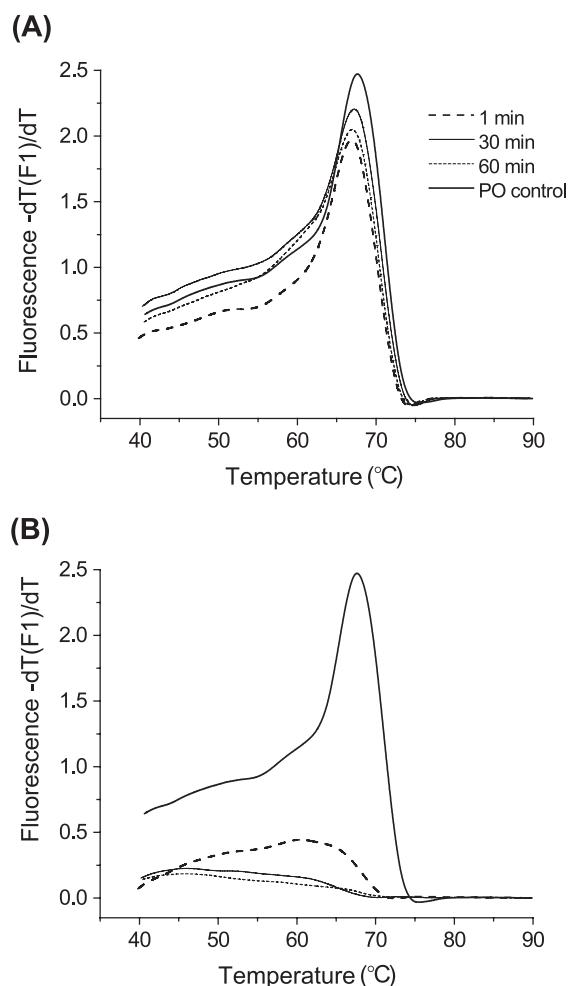 (A)
2.5
2.0
1.5
1.0
0.5
0.0
Fluorescence -dT(F1)/dT
1 min
30 min
60 min
PO control
40 50 60 70 80 90
Temperature (°C)
(B)
2.5
2.0
1.5
1.0
0.5
0.0
Fluorescence -dT(F1)/dT
40 50 60 70 80 90
Temperature (°C)